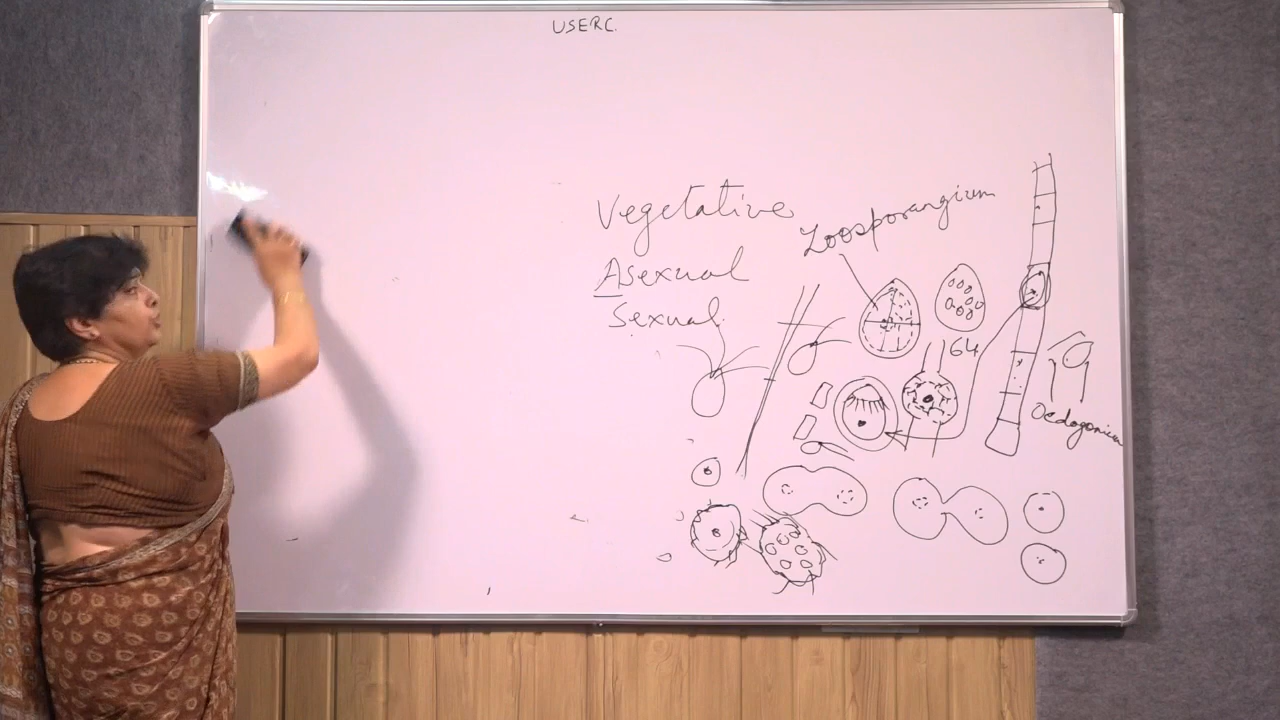 USERC.
Vegetative
Zoosporangium
Asexual
Sexual
64
Oedogonium